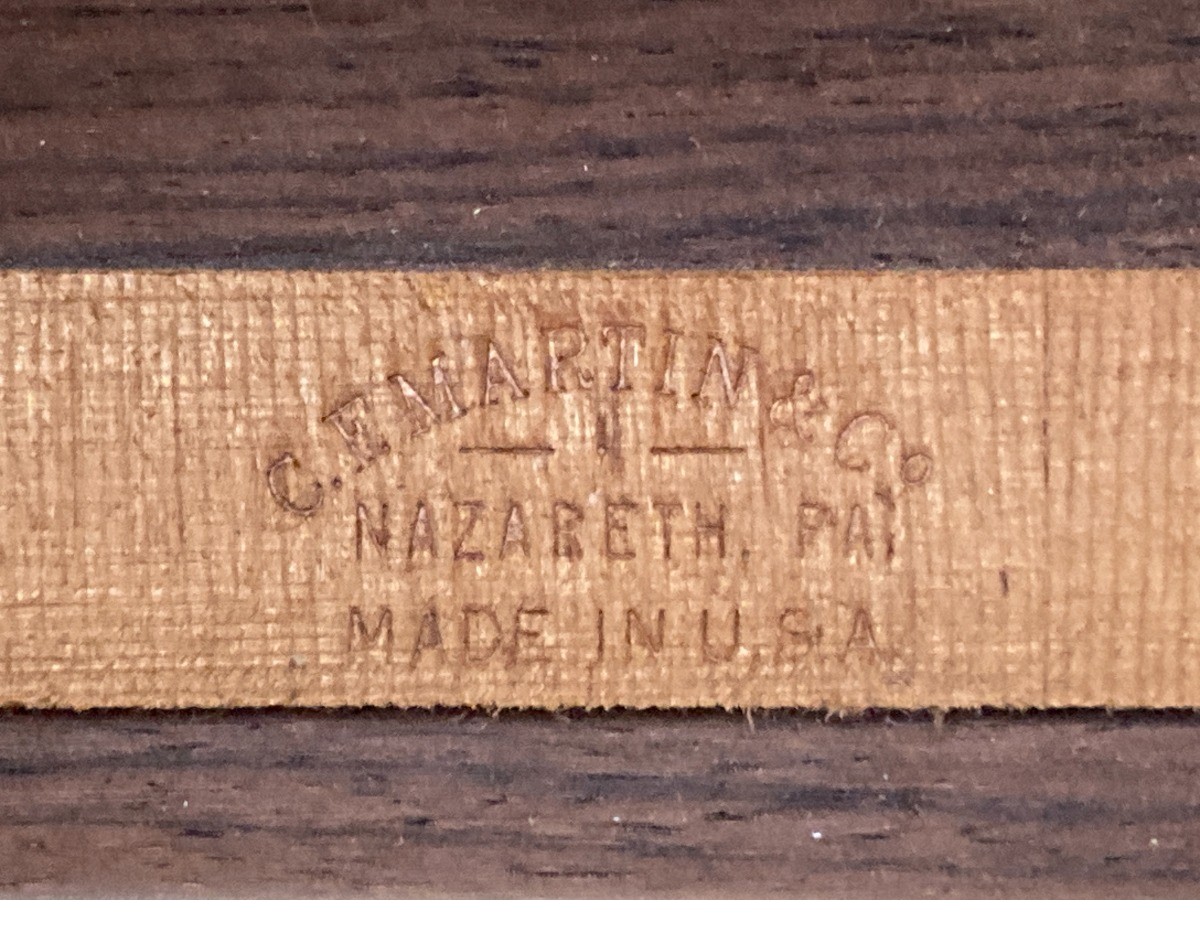 C.F. MARTIN & Co
NAZARETH, PA.
MADE IN U.S.A.